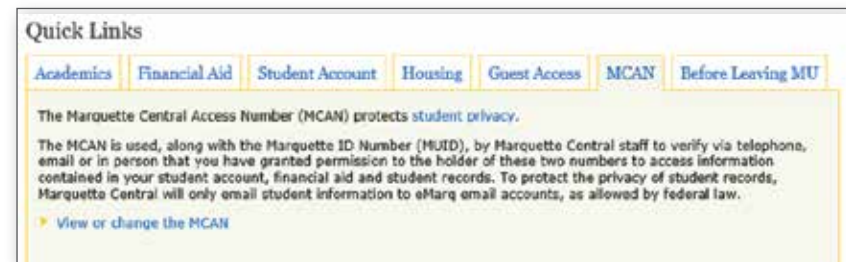 Quick Links
Academics Financial Aid Student Account Housing Guest Access MCAN Before Leaving MU
The Marquette Central Access Number (MCAN) protects student privacy.
The MCAN is used, along with the Marquette ID Number (MUID), by Marquette Central staff to verify via telephone,
email or in person that you have granted permission to the holder of these two numbers to access information
contained in your student account, financial aid and student records. To protect the privacy of student records,
Marquette Central will only email student information to eMarq email accounts, as allowed by federal law.
View or change the MCAN